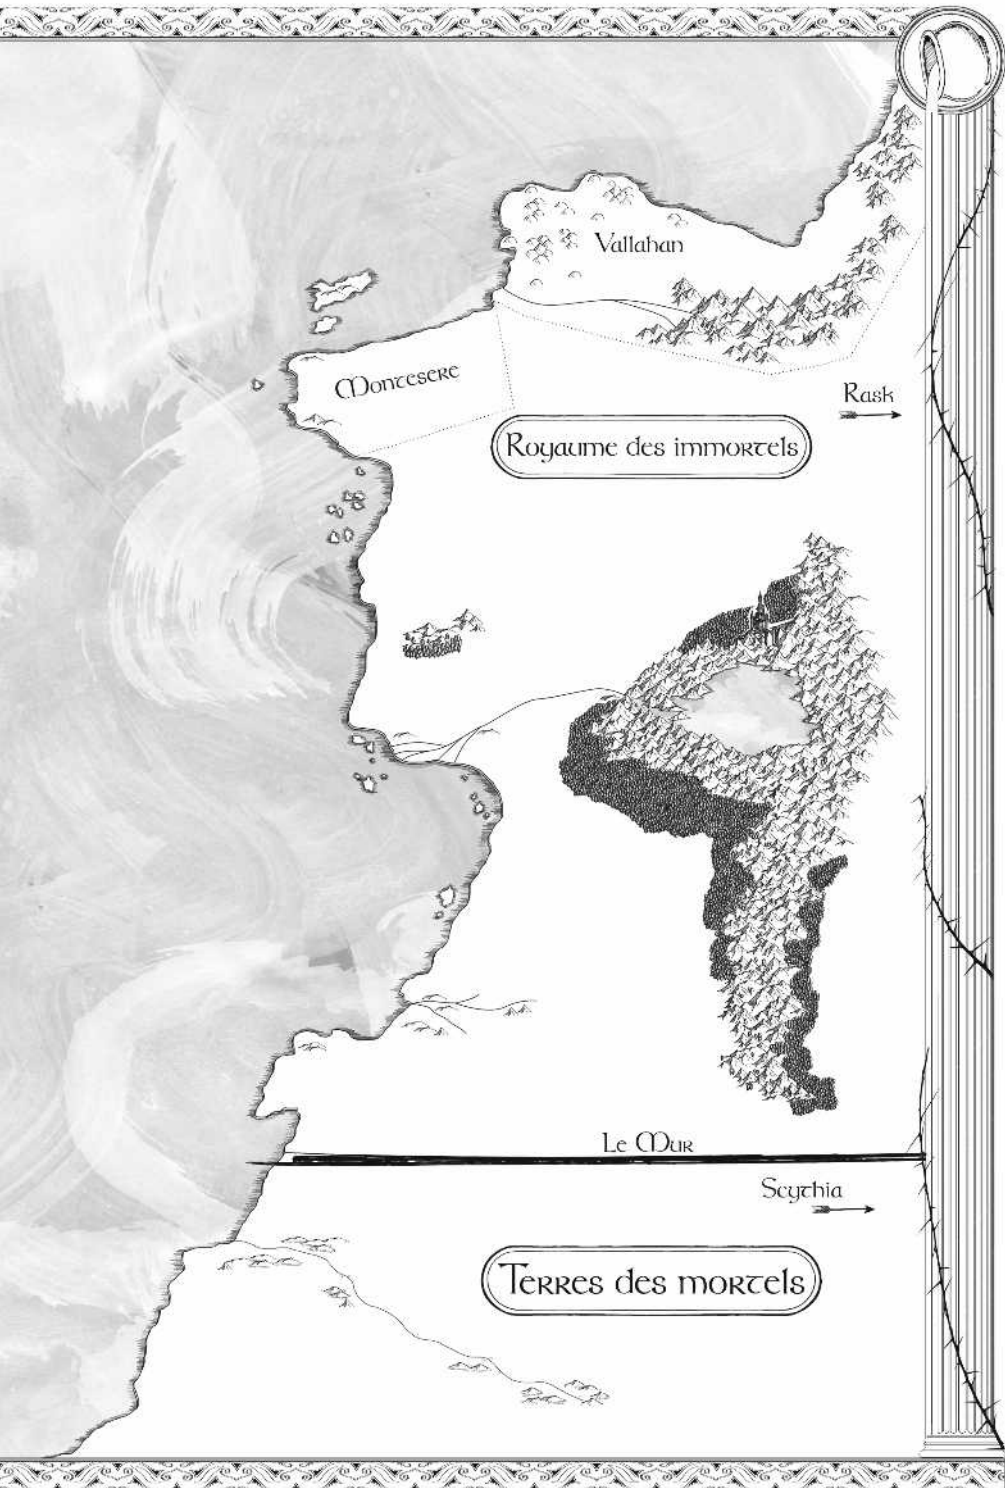 Vallahan
Montesere
Rask
Royaume des immortels
Le Mur
Scythia
Terres des mortels